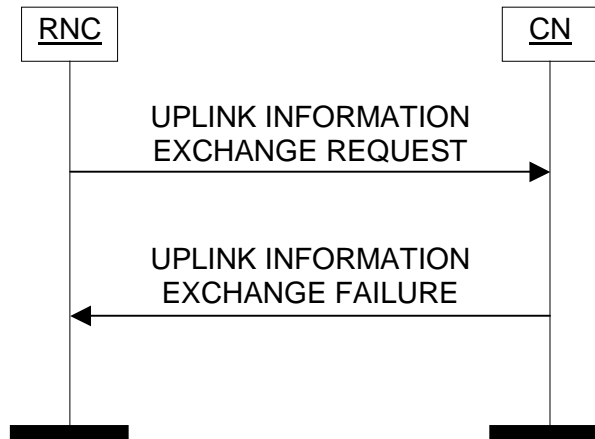 RNC
CN
UPLINK INFORMATION
EXCHANGE REQUEST
UPLINK INFORMATION
EXCHANGE FAILURE